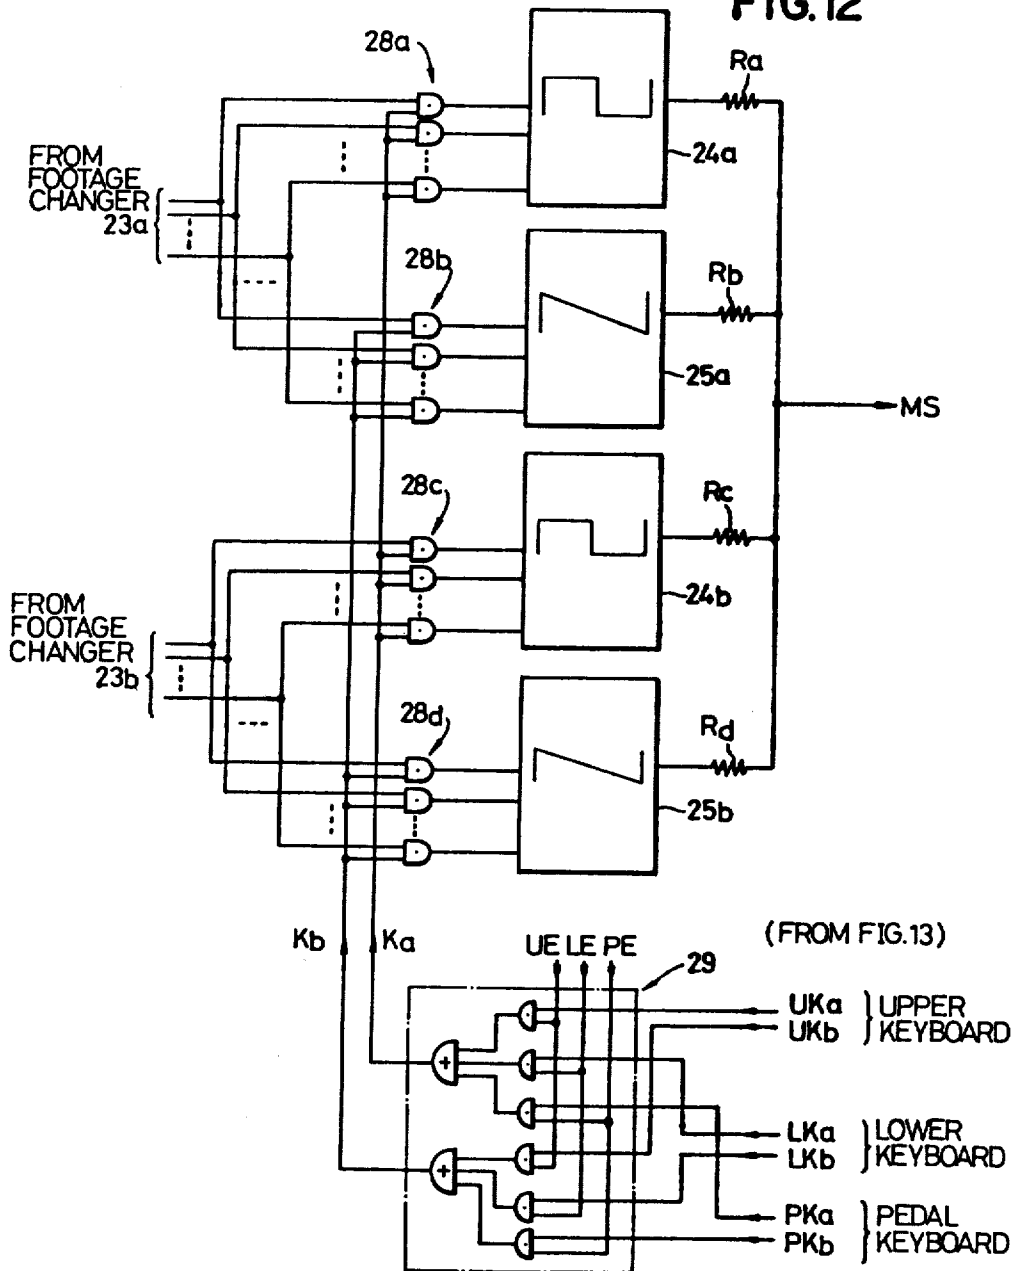 FIG.12
28a
Ra
24a
FROM
FOOTAGE
CHANGER
23a
28b
Rb
25a
MS
28c
Rc
24b
FROM
FOOTAGE
CHANGER
23b
28d
Rd
25b
Kb
Ka
UE LE PE
(FROM FIG.13)
29
UKa
UKb
UPPER
KEYBOARD
+
LKa
LKb
LOWER
KEYBOARD
+
PKa
PKb
PEDAL
KEYBOARD